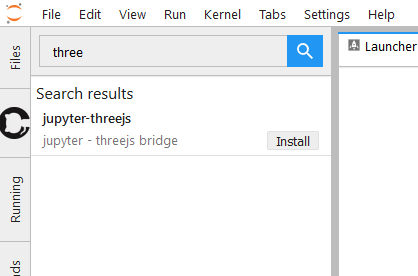 File Edit View Run Kernel Tabs Settings Help
Files
Running
nds
three
Search results
jupyter-threejs
jupyter - threejs bridge
Install
Launcher